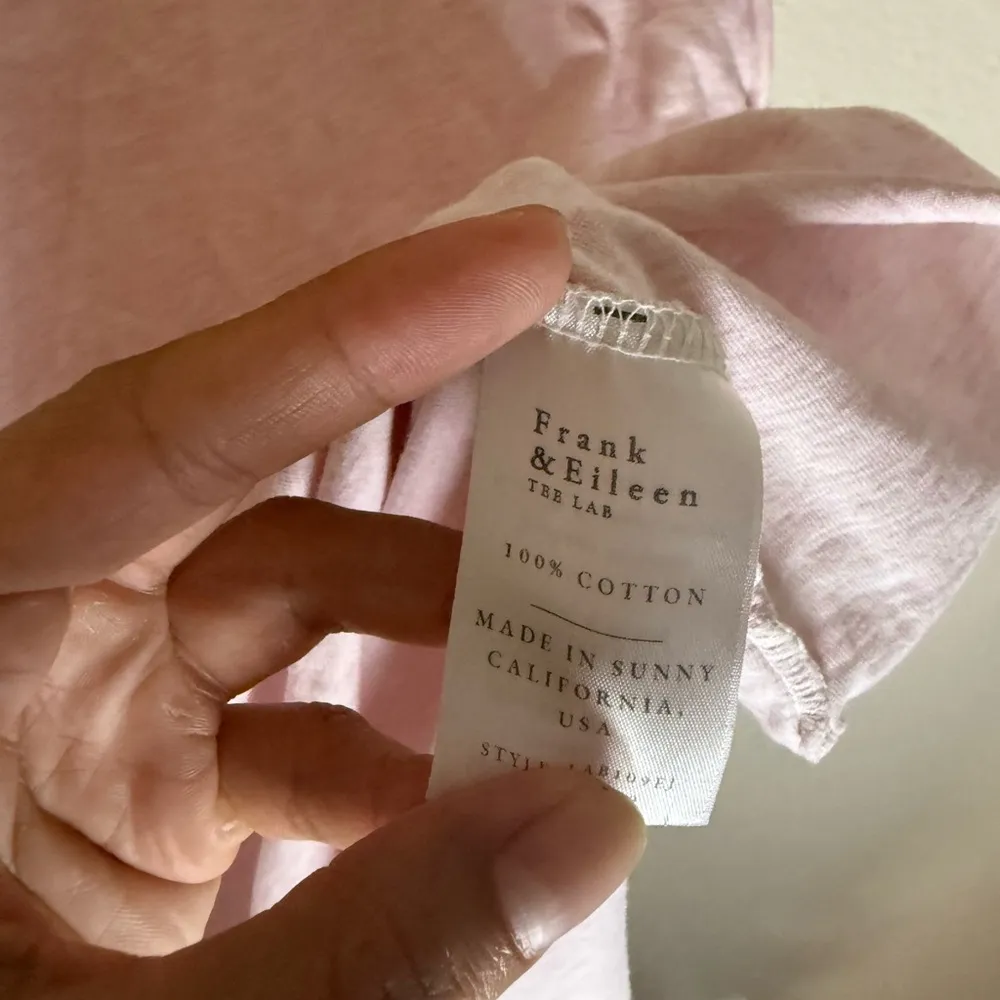 Frank
&Eileen
TEE LAB
100% COTTON
MADE IN SUNNY
CALIFORNIA,
USA